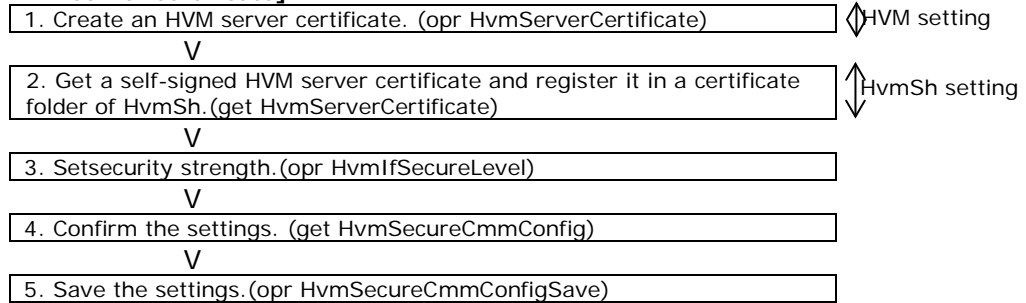 1. Create an HVM server certificate. (opr HvmServerCertificate)
HVM setting
V
2. Get a self-signed HVM server certificate and register it in a certificate
folder of HvmSh.(get HvmServerCertificate)
HvmSh setting
V
3. Setsecurity strength.(opr HvmIfSecureLevel)
V
4. Confirm the settings. (get HvmSecureCmmConfig)
V
5. Save the settings.(opr HvmSecureCmmConfigSave)